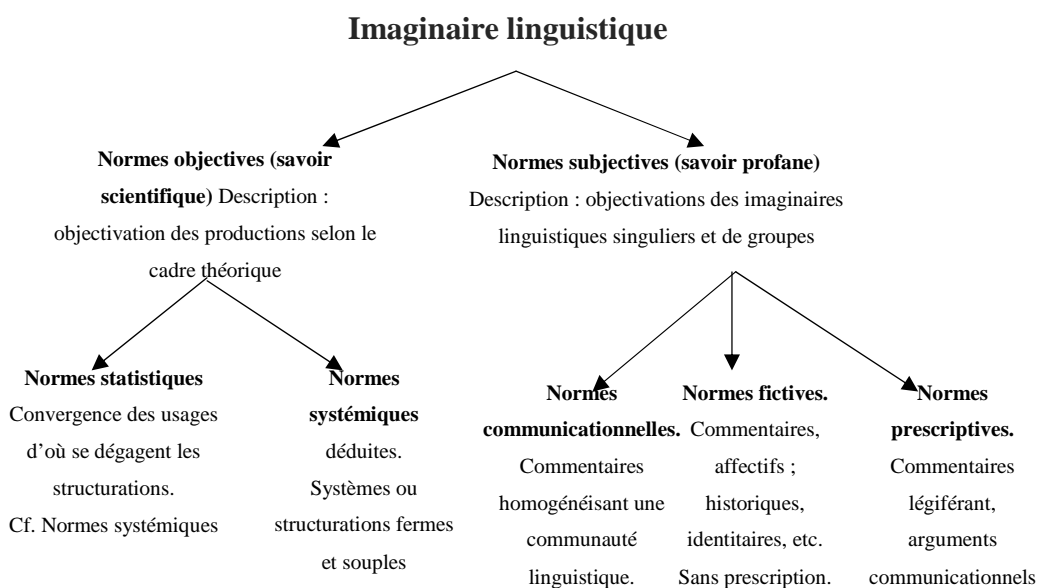 Imaginaire linguistique
Normes objectives (savoir
scientifique) Description :
objectivation des productions selon le
cadre théorique
Normes subjectives (savoir profane)
Description : objectivations des imaginaires
linguistiques singuliers et de groupes
Normes statistiques
Convergence des usages
d’où se dégagent les
structurations.
Cf. Normes systémiques
Normes
systémiques
déduites.
Systèmes ou
structurations fermes
et souples
Normes
communicationnelles.
Commentaires
homogénéisant une
communauté
linguistique.
Normes fictives.
Commentaires,
affectifs ;
historiques,
identitaires, etc.
Sans prescription.
Normes
prescriptives.
Commentaires
légiférant,
arguments
communicationnels